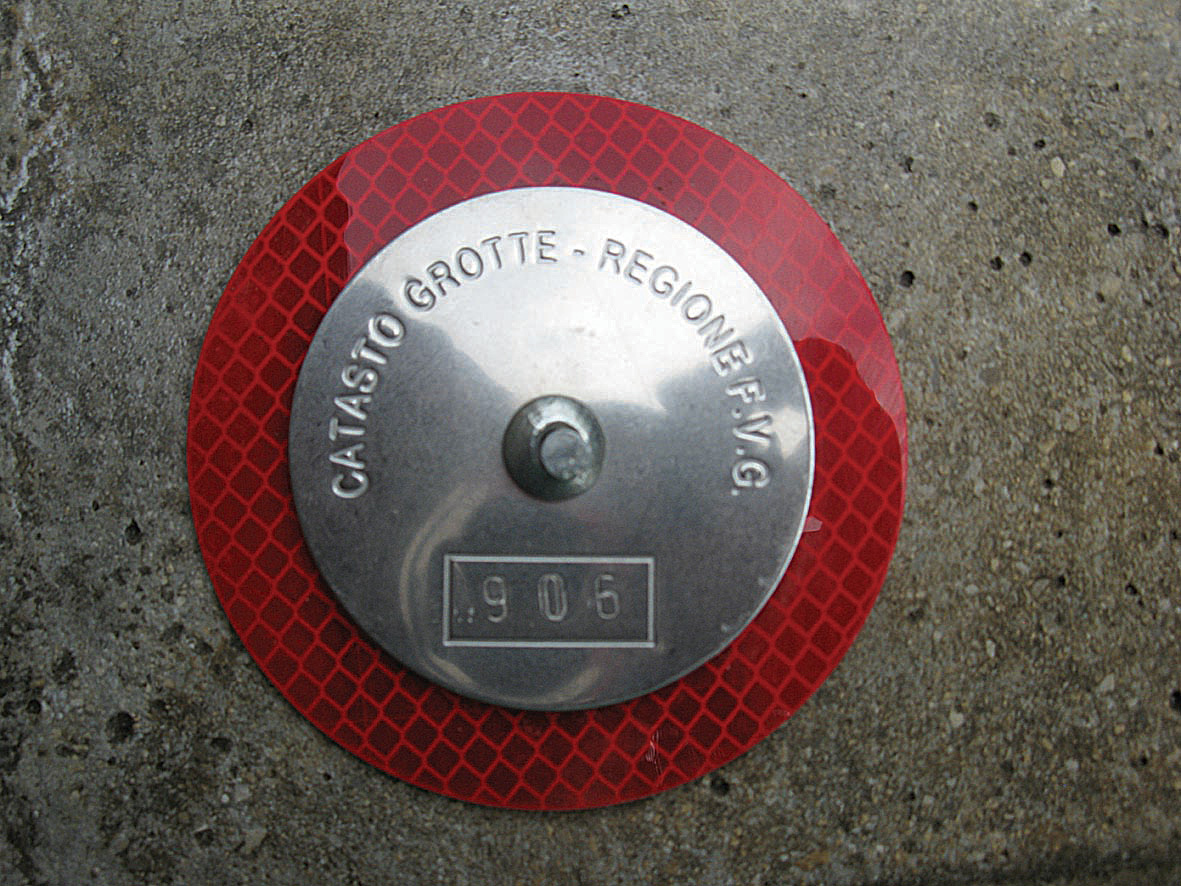 CATASTO GROTTE - REGIONE F.V.G.
906